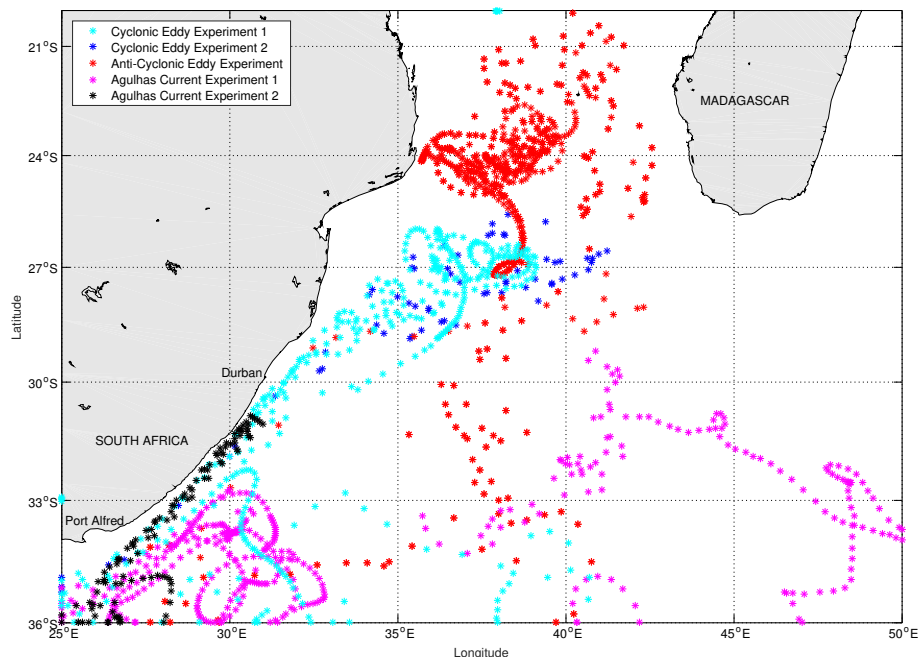 Cyclonic Eddy Experiment 1
Cyclonic Eddy Experiment 2
Anti-Cyclonic Eddy Experiment
Agulhas Current Experiment 1
Agulhas Current Experiment 2
21°S
24°S
27°S
30°S
33°S
36°S
Latitude
MADAGASCAR
Durban
SOUTH AFRICA
Port Alfred
25°E
30°E
35°E
40°E
45°E
50°E
Longitude